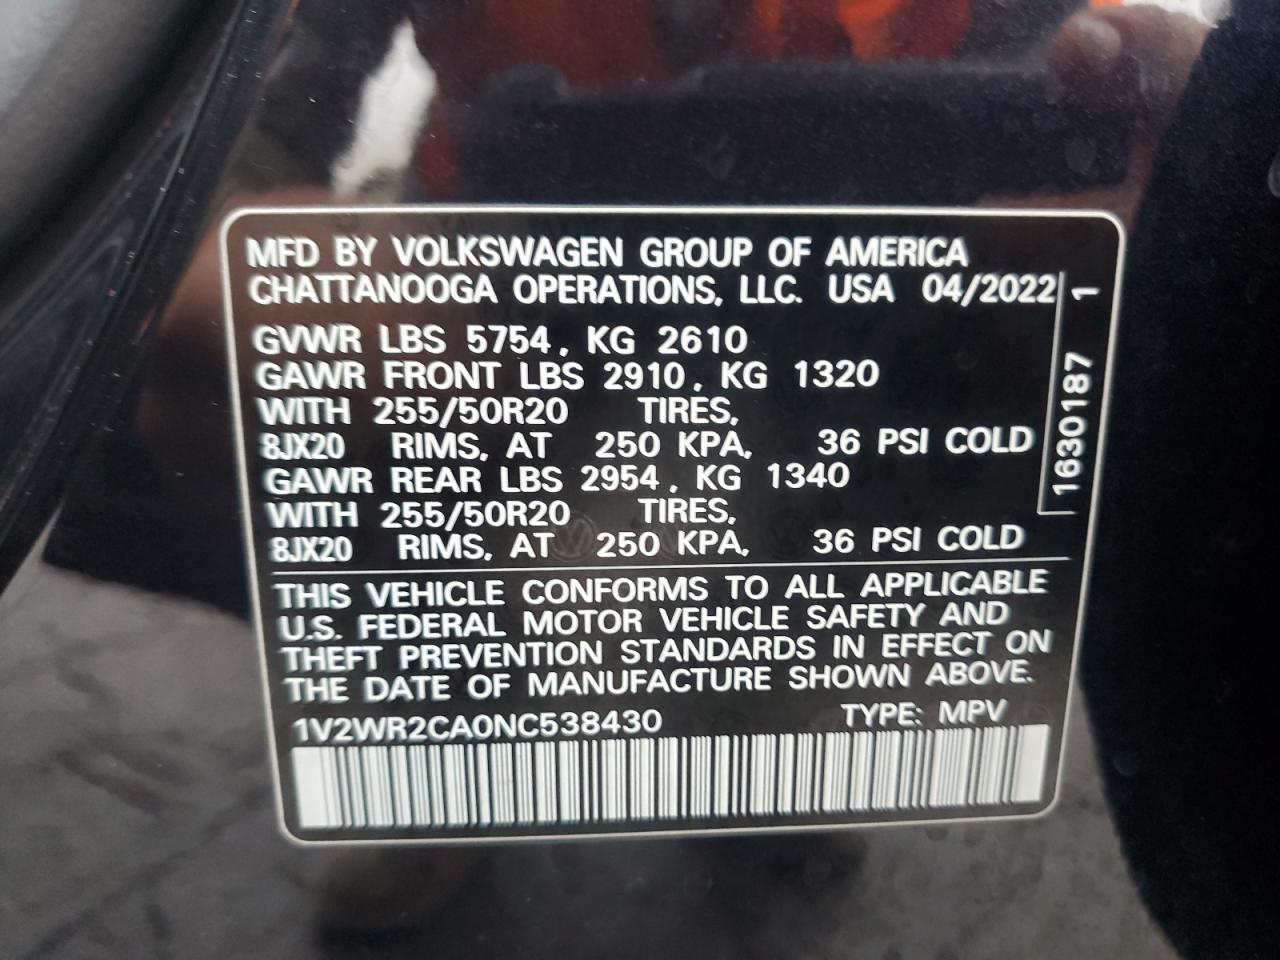 MFD BY VOLKSWAGEN GROUP OF AMERICA
CHATTANOOGA OPERATIONS, LLC. USA 04/2022
GVWR LBS 5754, KG 2610
GAWR FRONT LBS 2910, KG 1320
WITH 255/50R20 TIRES,
8JX20 RIMS, AT 250 KPA, 36 PSI COLD
GAWR REAR LBS 2954, KG 1340
WITH 255/50R20 TIRES,
8JX20 RIMS, AT 250 KPA, 36 PSI COLD
1630187 1
THIS VEHICLE CONFORMS TO ALL APPLICABLE
U.S. FEDERAL MOTOR VEHICLE SAFETY AND
THEFT PREVENTION STANDARDS IN EFFECT ON
THE DATE OF MANUFACTURE SHOWN ABOVE.
1V2WR2CA0NC538430 TYPE: MPV